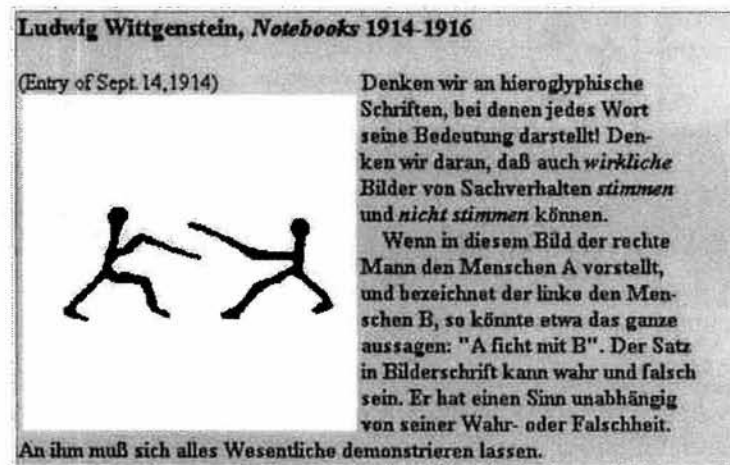 Ludwig Wittgenstein, Notebooks 1914-1916
(Entry of Sept. 14,1914)
Denken wir an hieroglyphische
Schriften, bei denen jedes Wort
seine Bedeutung darstellt! Den-
ken wir daran, daß auch wirkliche
Bilder von Sachverhalten stimmen
und nicht stimmen können.
Wenn in diesem Bild der rechte
Mann den Menschen A vorstellt,
und bezeichnet der linke den Men-
schen B, so könnte etwa das ganze
aussagen: "A ficht mit B". Der Satz
in Bilderschrift kann wahr und falsch
sein. Er hat einen Sinn unabhängig
von seiner Wahr- oder Falschheit.
An ihm muß sich alles Wesentliche demonstrieren lassen.